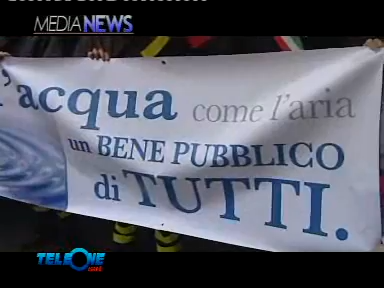 MEDIANEWS
l'acqua come l'aria
un BENE PUBBLICO
di TUTTI.
TELEONE